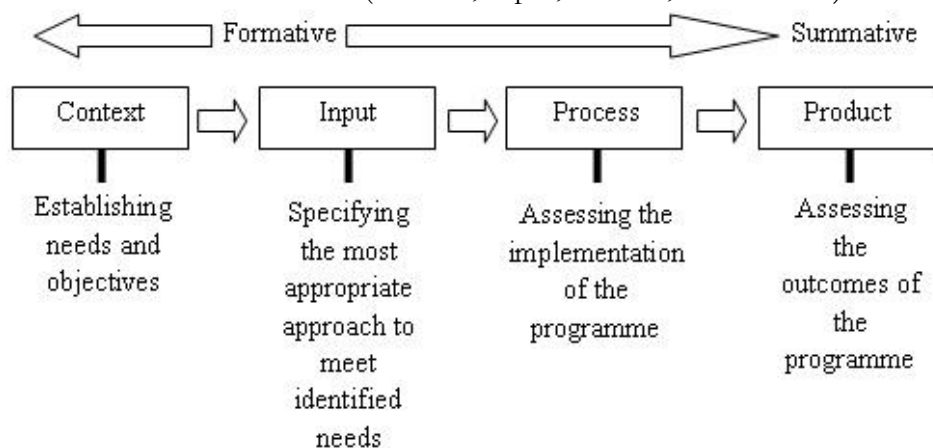 Formative Summative
Context Input Process Product
Establishing
needs and
objectives
Specifying
the most
appropriate
approach to
meet
identified
needs
Assessing the
implementation
of the
programme
Assessing
the
outcomes of
the
programme